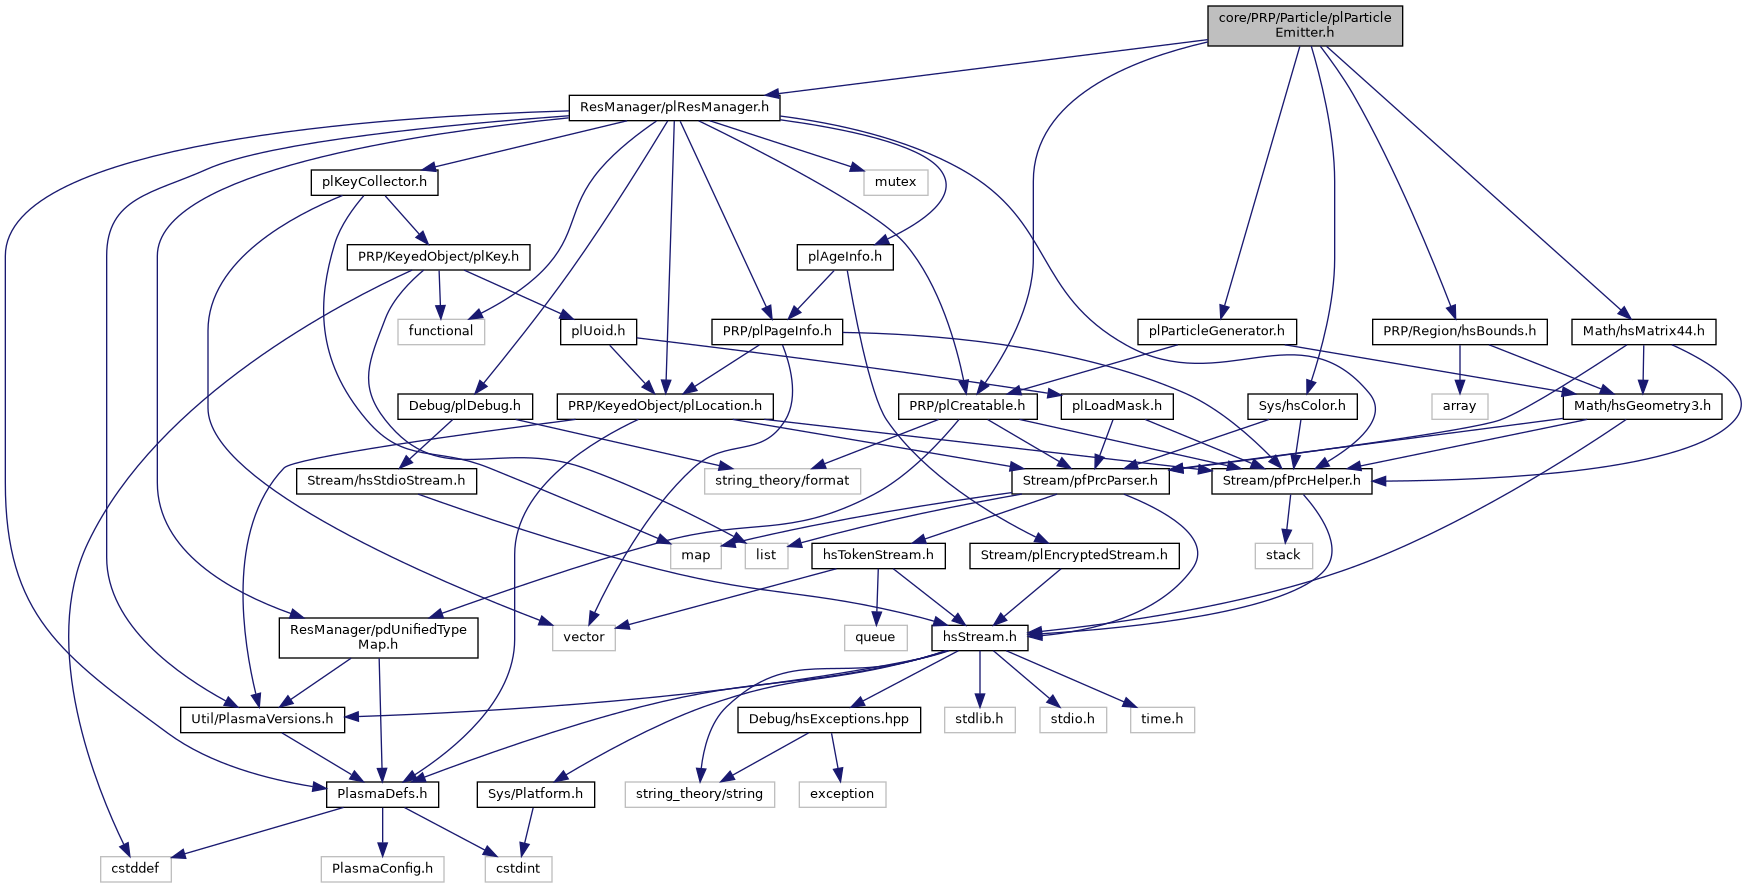 core/PRP/Particle/plParticle
Emitter.h
ResManager/plResManager.h
plKeyCollector.h
mutex
PRP/KeyedObject/plKey.h
plAgeInfo.h
functional
plUoid.h
PRP/plPageInfo.h
plParticleGenerator.h
PRP/Region/hsBounds.h
Math/hsMatrix44.h
Debug/plDebug.h
PRP/KeyedObject/plLocation.h
PRP/plCreatable.h
plLoadMask.h
Sys/hsColor.h
array
Math/hsGeometry3.h
Stream/hsStdioStream.h
string_theory/format
Stream/pfPrcParser.h
Stream/pfPrcHelper.h
map
list
hsTokenStream.h
Stream/plEncryptedStream.h
stack
ResManager/pdUnifiedType
Map.h
vector
queue
hsStream.h
Util/PlasmaVersions.h
Debug/hsExceptions.hpp
stdlib.h
stdio.h
time.h
PlasmaDefs.h
Sys/Platform.h
string_theory/string
exception
cstddef
PlasmaConfig.h
cstdint